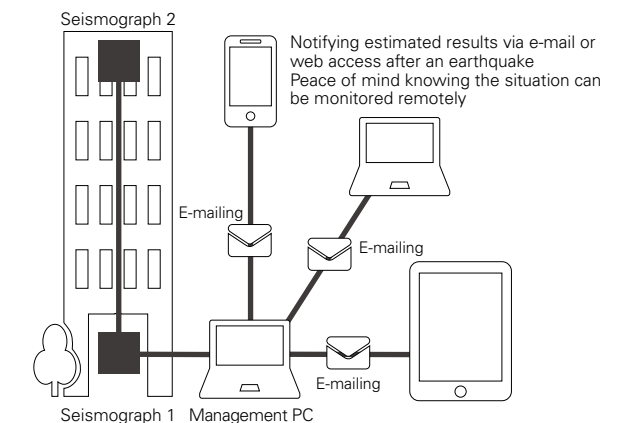 Seismograph 2
Notifying estimated results via e-mail or
web access after an earthquake
Peace of mind knowing the situation can
be monitored remotely
E-mailing
E-mailing
E-mailing
Seismograph 1
Management PC